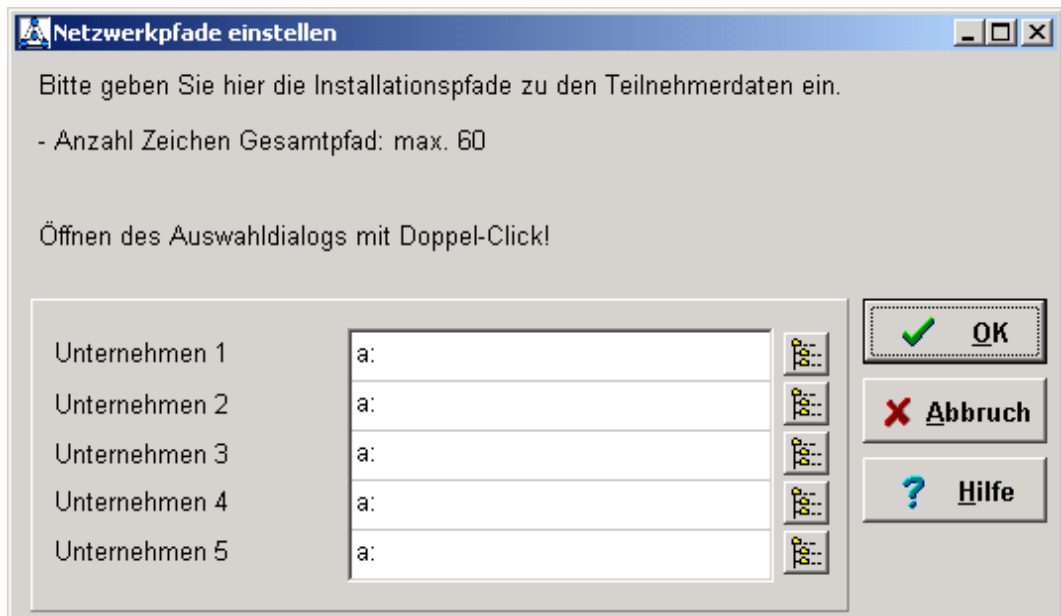 Netzwerkpfade einstellen
Bitte geben Sie hier die Installationspfade zu den Teilnehmerdaten ein.
- Anzahl Zeichen Gesamtpfad: max. 60
Öffnen des Auswahldialogs mit Doppel-Click!
Unternehmen 1 a:
Unternehmen 2 a:
Unternehmen 3 a:
Unternehmen 4 a:
Unternehmen 5 a:
OK
Abbruch
Hilfe